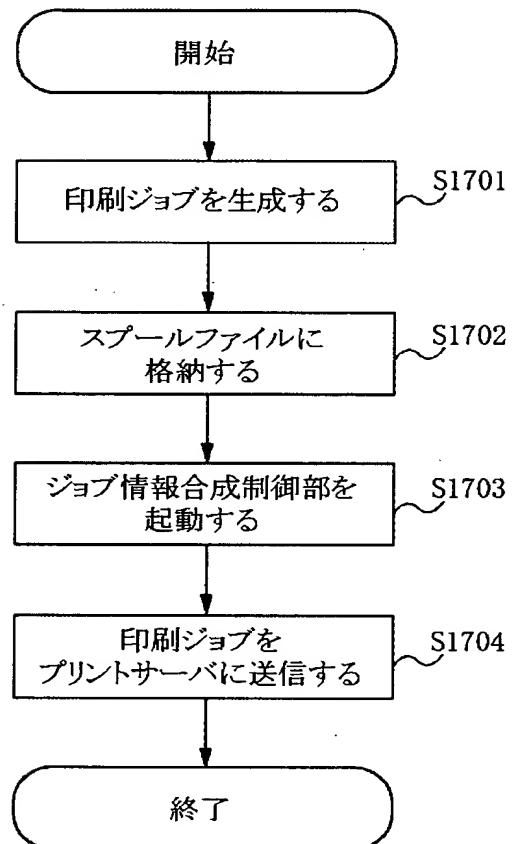 開始
印刷ジョブを生成する
S1701
スプールファイルに
格納する
S1702
ジョブ情報合成制御部を
起動する
S1703
印刷ジョブを
プリントサーバに送信する
S1704
終了